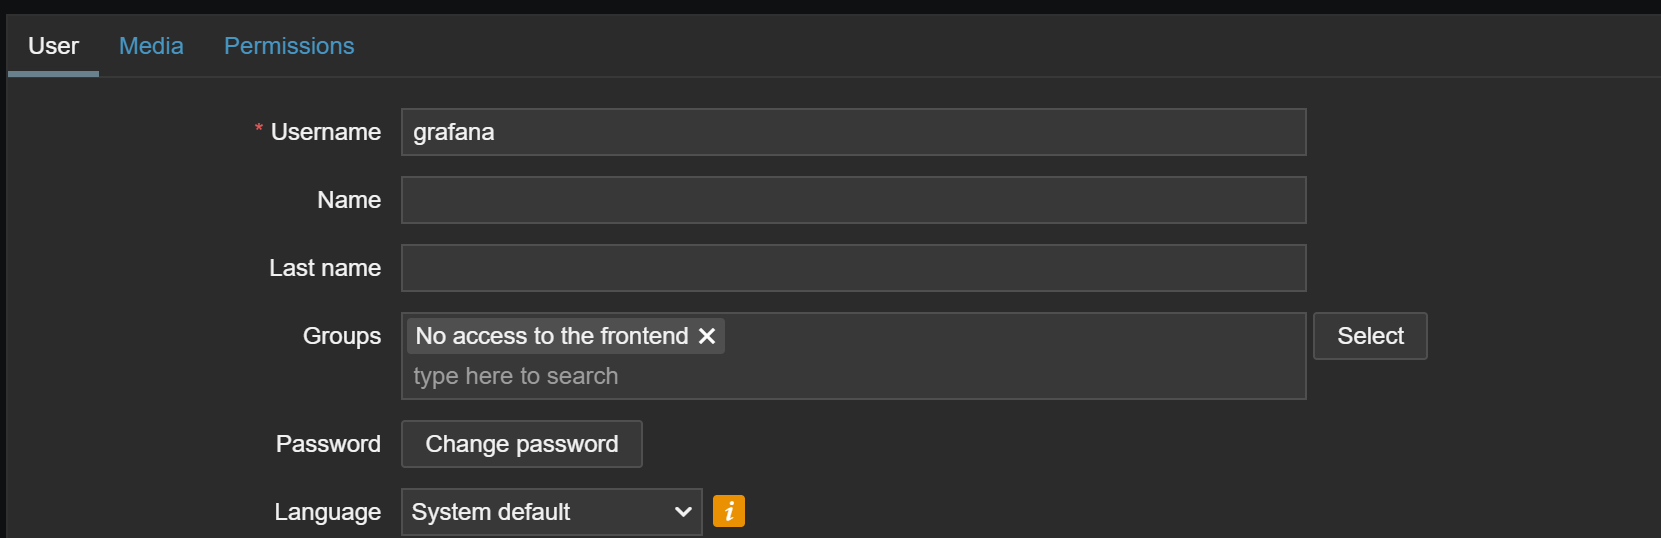 User Media Permissions
* Username grafana
Name
Last name
Groups No access to the frontend Select
type here to search
Password Change password
Language System default i